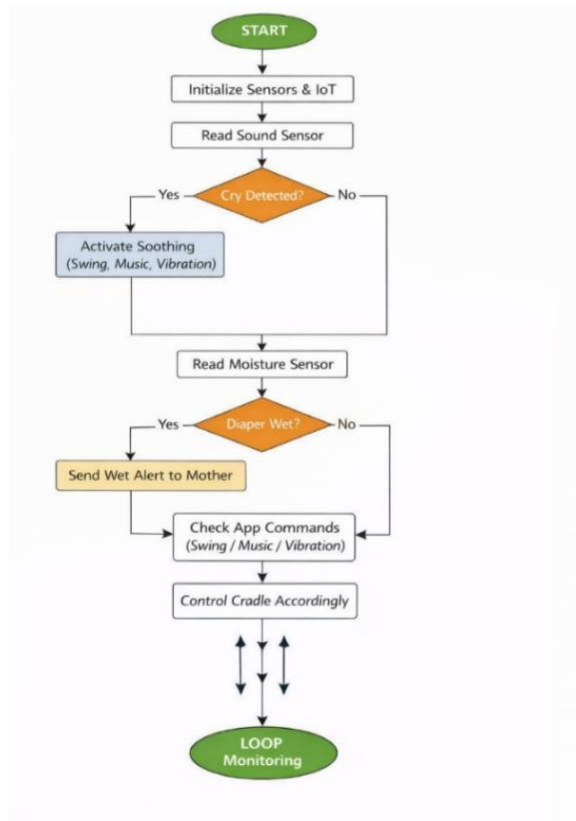 START
Initialize Sensors & IoT
Read Sound Sensor
Yes
Cry Detected?
No
Activate Soothing
(Swing, Music, Vibration)
Read Moisture Sensor
Yes
Diaper Wet?
No
Send Wet Alert to Mother
Check App Commands
(Swing / Music / Vibration)
Control Cradle Accordingly
LOOP
Monitoring